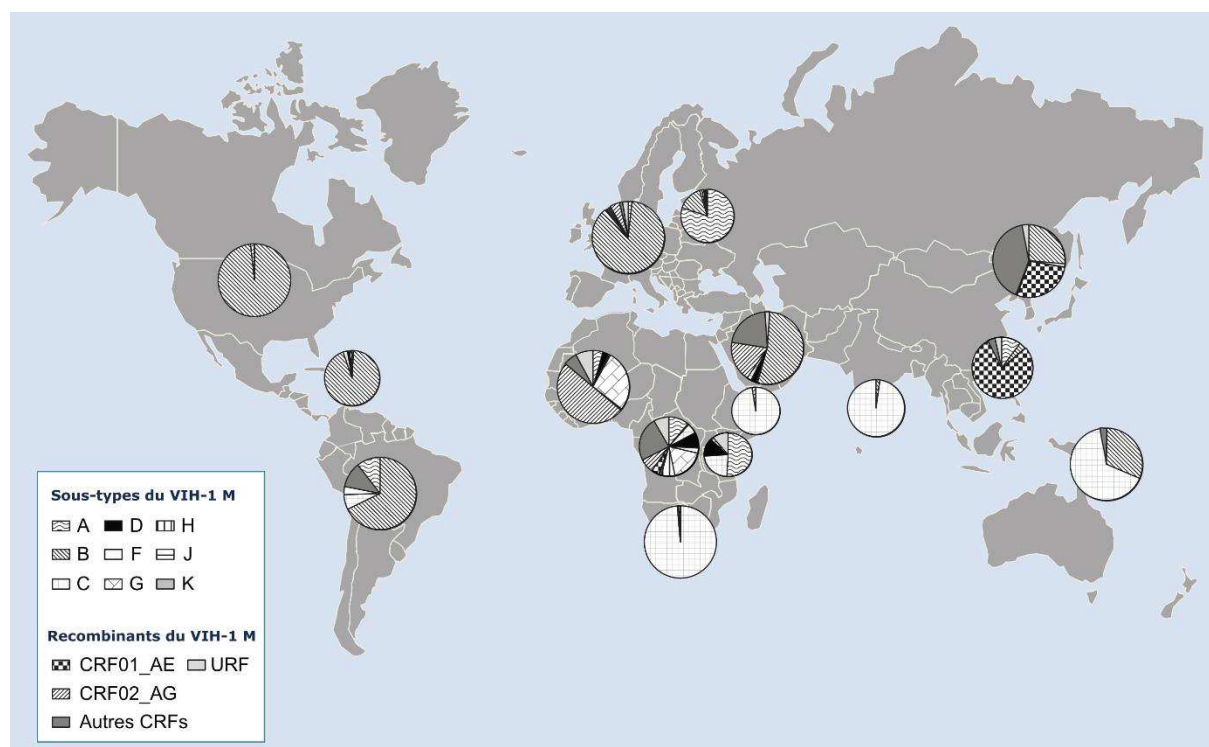 Sous-types du VIH-1 M
A D H
B F J
C G K
Recombinants du VIH-1 M
CRF01_AE URF
CRF02_AG
Autres CRFs